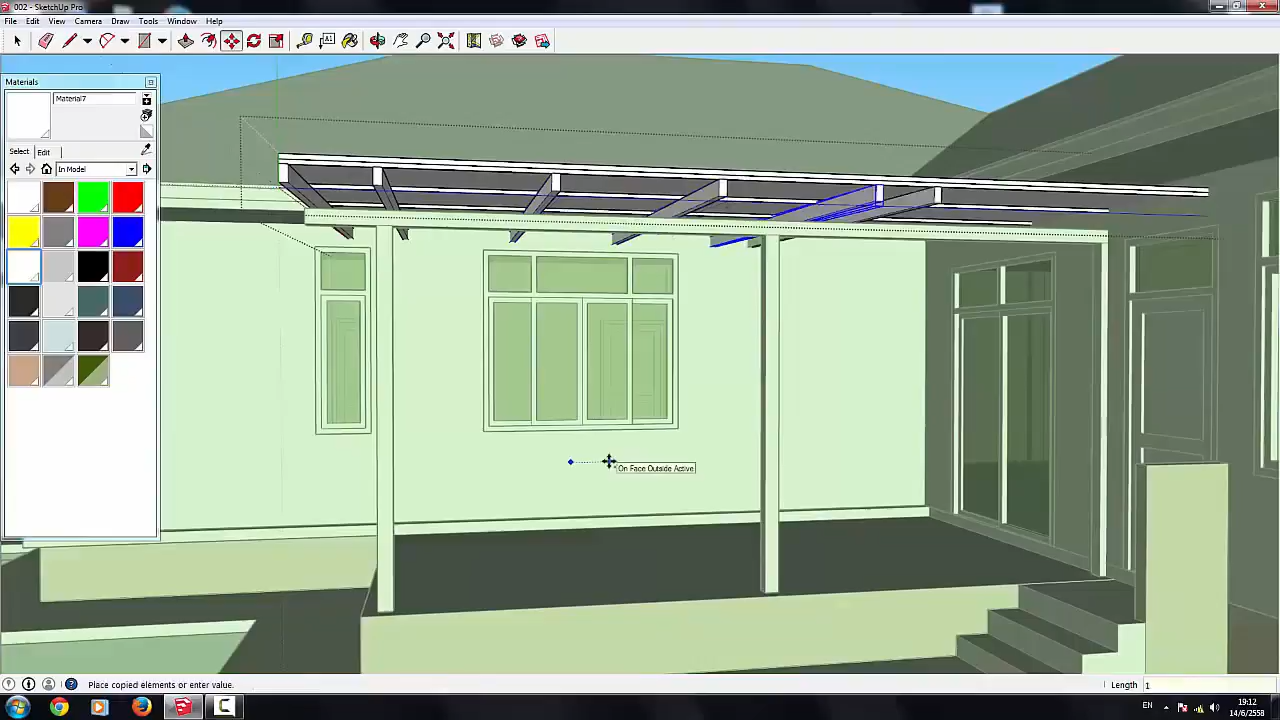 002 - SketchUp Pro
File Edit View Camera Draw Tools Window Help
A1
Materials
Material7
Select Edit
In Model
On Face Outside Active
Place copied elements or enter value.
Length 1
EN 19:12
14/6/2558